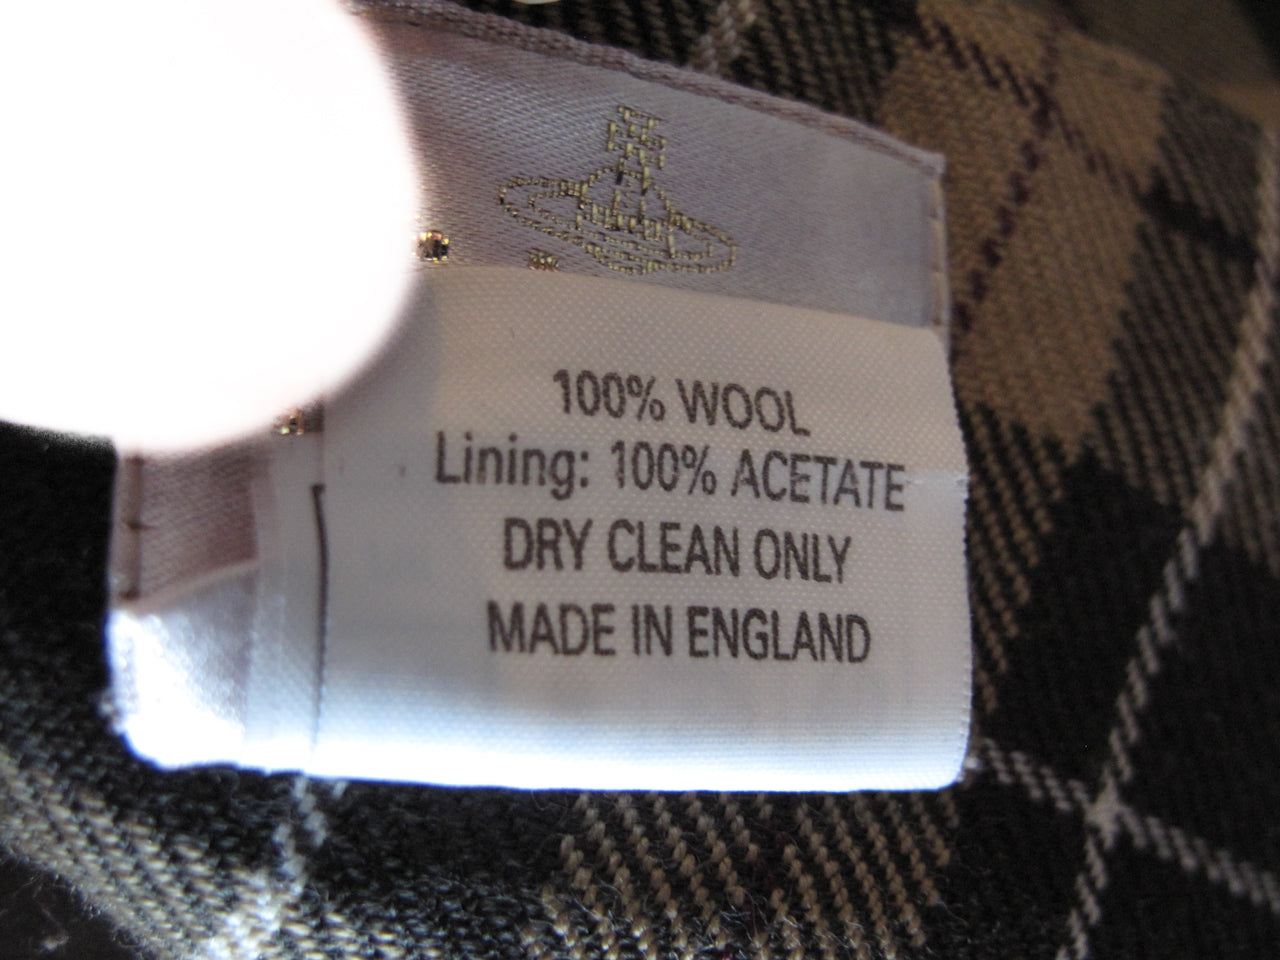 100% WOOL
Lining: 100% ACETATE
DRY CLEAN ONLY
MADE IN ENGLAND